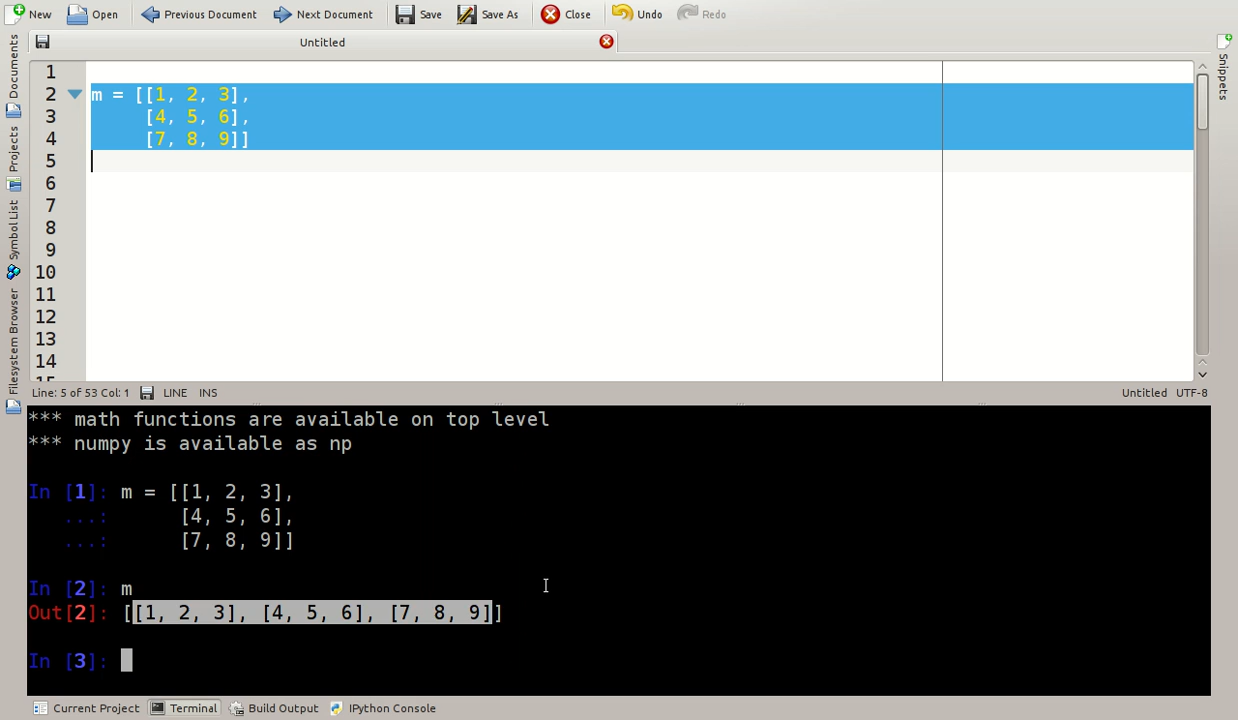 New Open Previous Document Next Document Save Save As Close Undo Redo
Untitled
Documents
Projects
Symbol List
Filesystem Browser
Snippets
1
2 m = [[1, 2, 3],
3 [4, 5, 6],
4 [7, 8, 9]]
5
6
7
8
9
10
11
12
13
14
15
Line: 5 of 53 Col: 1 LINE INS Untitled UTF-8
*** math functions are available on top level
*** numpy is available as np
In [1]: m = [[1, 2, 3],
...: [4, 5, 6],
...: [7, 8, 9]]
In [2]: m
Out[2]: [[1, 2, 3], [4, 5, 6], [7, 8, 9]]
In [3]:
Current Project Terminal Build Output IPython Console